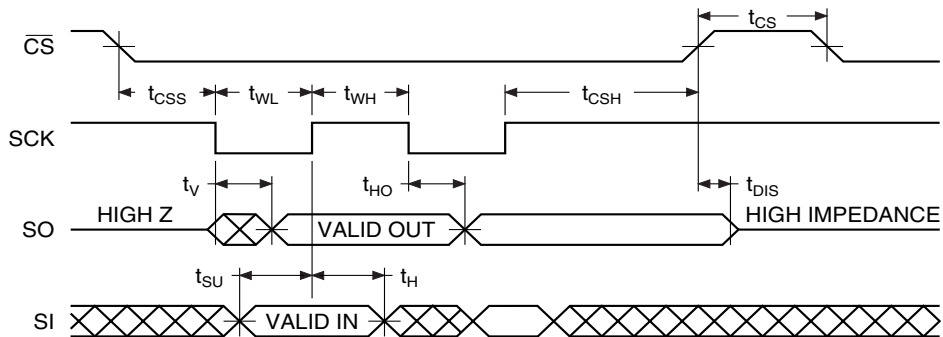 t_CS
CS
t_CSS t_WL t_WH t_CSH
SCK
t_V t_HO t_DIS
HIGH Z VALID OUT HIGH IMPEDANCE
SO
t_SU t_H
SI VALID IN